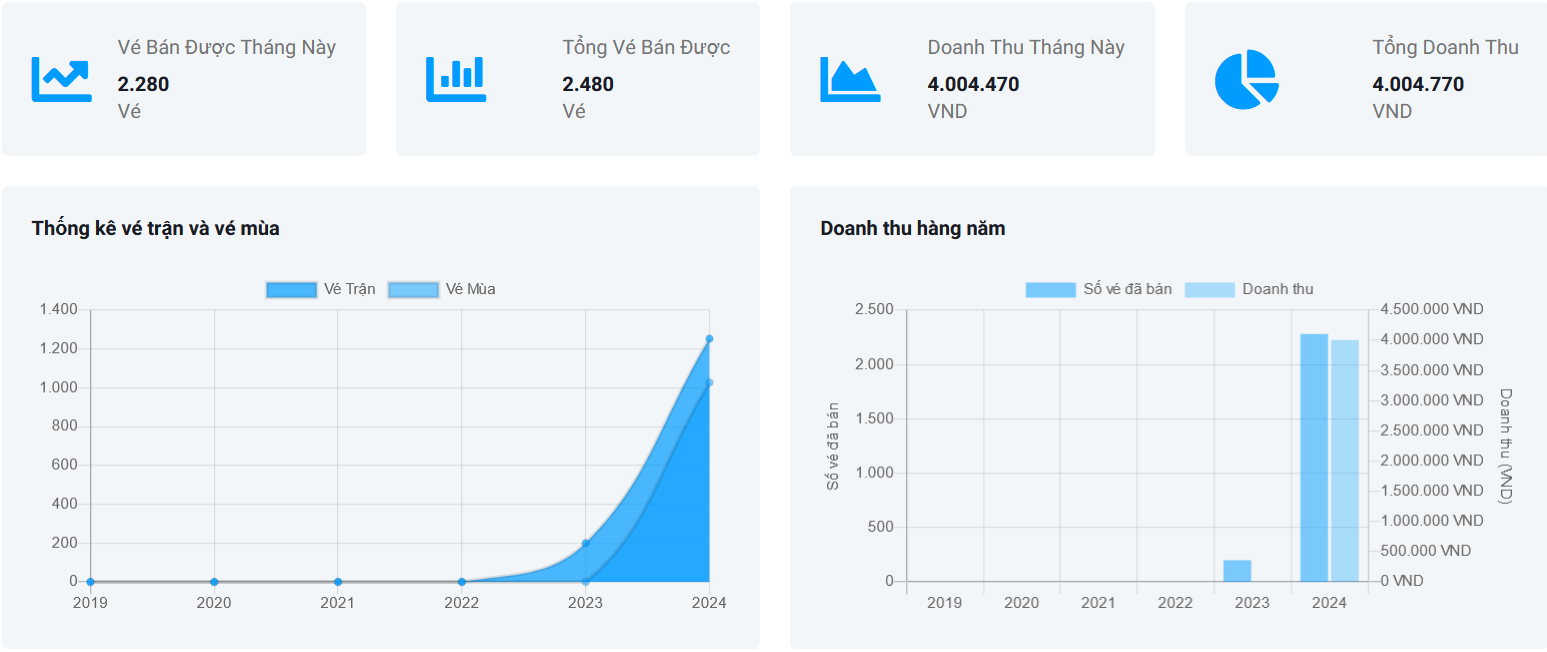 Vé Bán Được Tháng Này
2.280
Vé
Tổng Vé Bán Được
2.480
Vé
Doanh Thu Tháng Này
4.004.470
VND
Tổng Doanh Thu
4.004.770
VND
Thống kê vé trận và vé mùa
Vé Trận Vé Mùa
1.400
1.200
1.000
800
600
400
200
0
2019 2020 2021 2022 2023 2024
Doanh thu hàng năm
Số vé đã bán Doanh thu
Số vé đã bán
2.500
2.000
1.500
1.000
500
0
4.500.000 VND
4.000.000 VND
3.500.000 VND
3.000.000 VND
2.500.000 VND
2.000.000 VND
1.500.000 VND
1.000.000 VND
500.000 VND
0 VND
Doanh thu (VND)
2019 2020 2021 2022 2023 2024